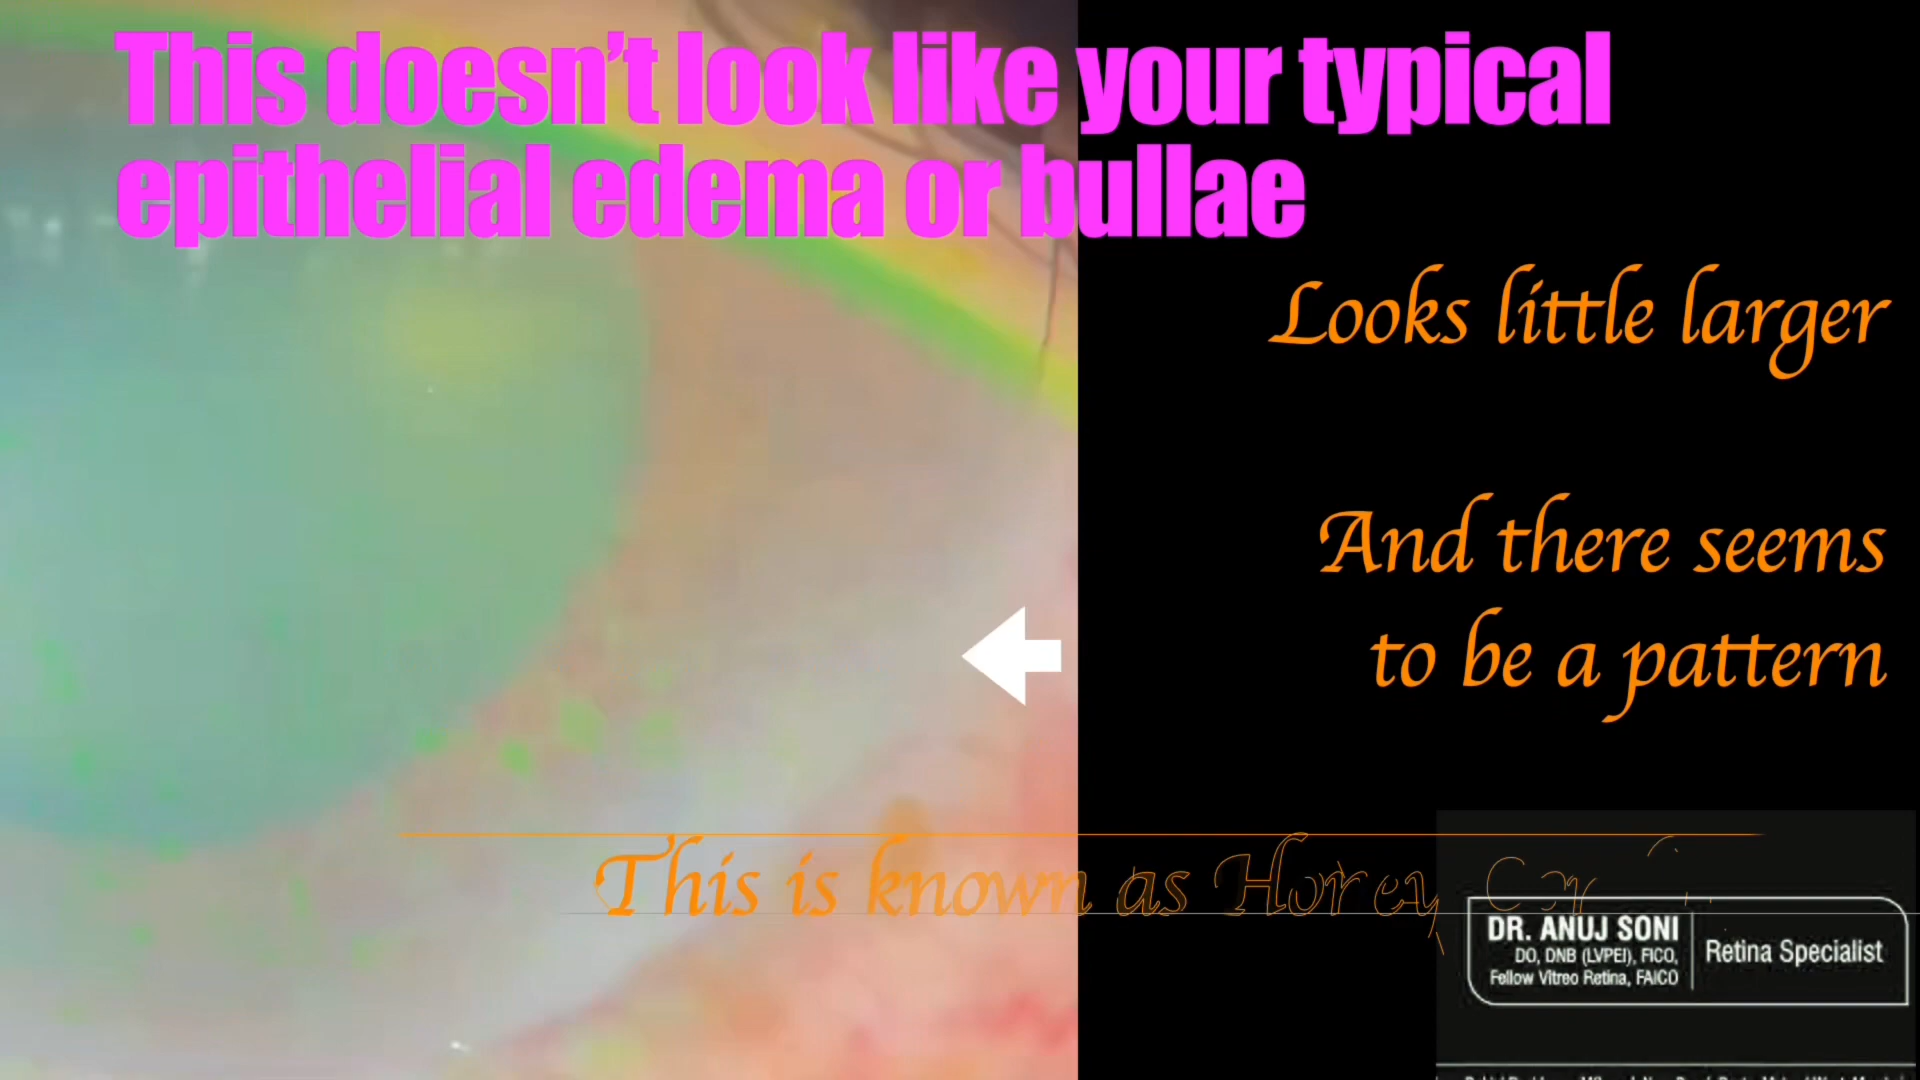 This doesn't look like your typical
epithelial edema or bullae
Looks little larger
And there seems
to be a pattern
This is known as
DR. ANUJ SONI
DO, DNB (LVPEI), FICO,
Fellow Vitreo Retina, FAICO
Retina Specialist